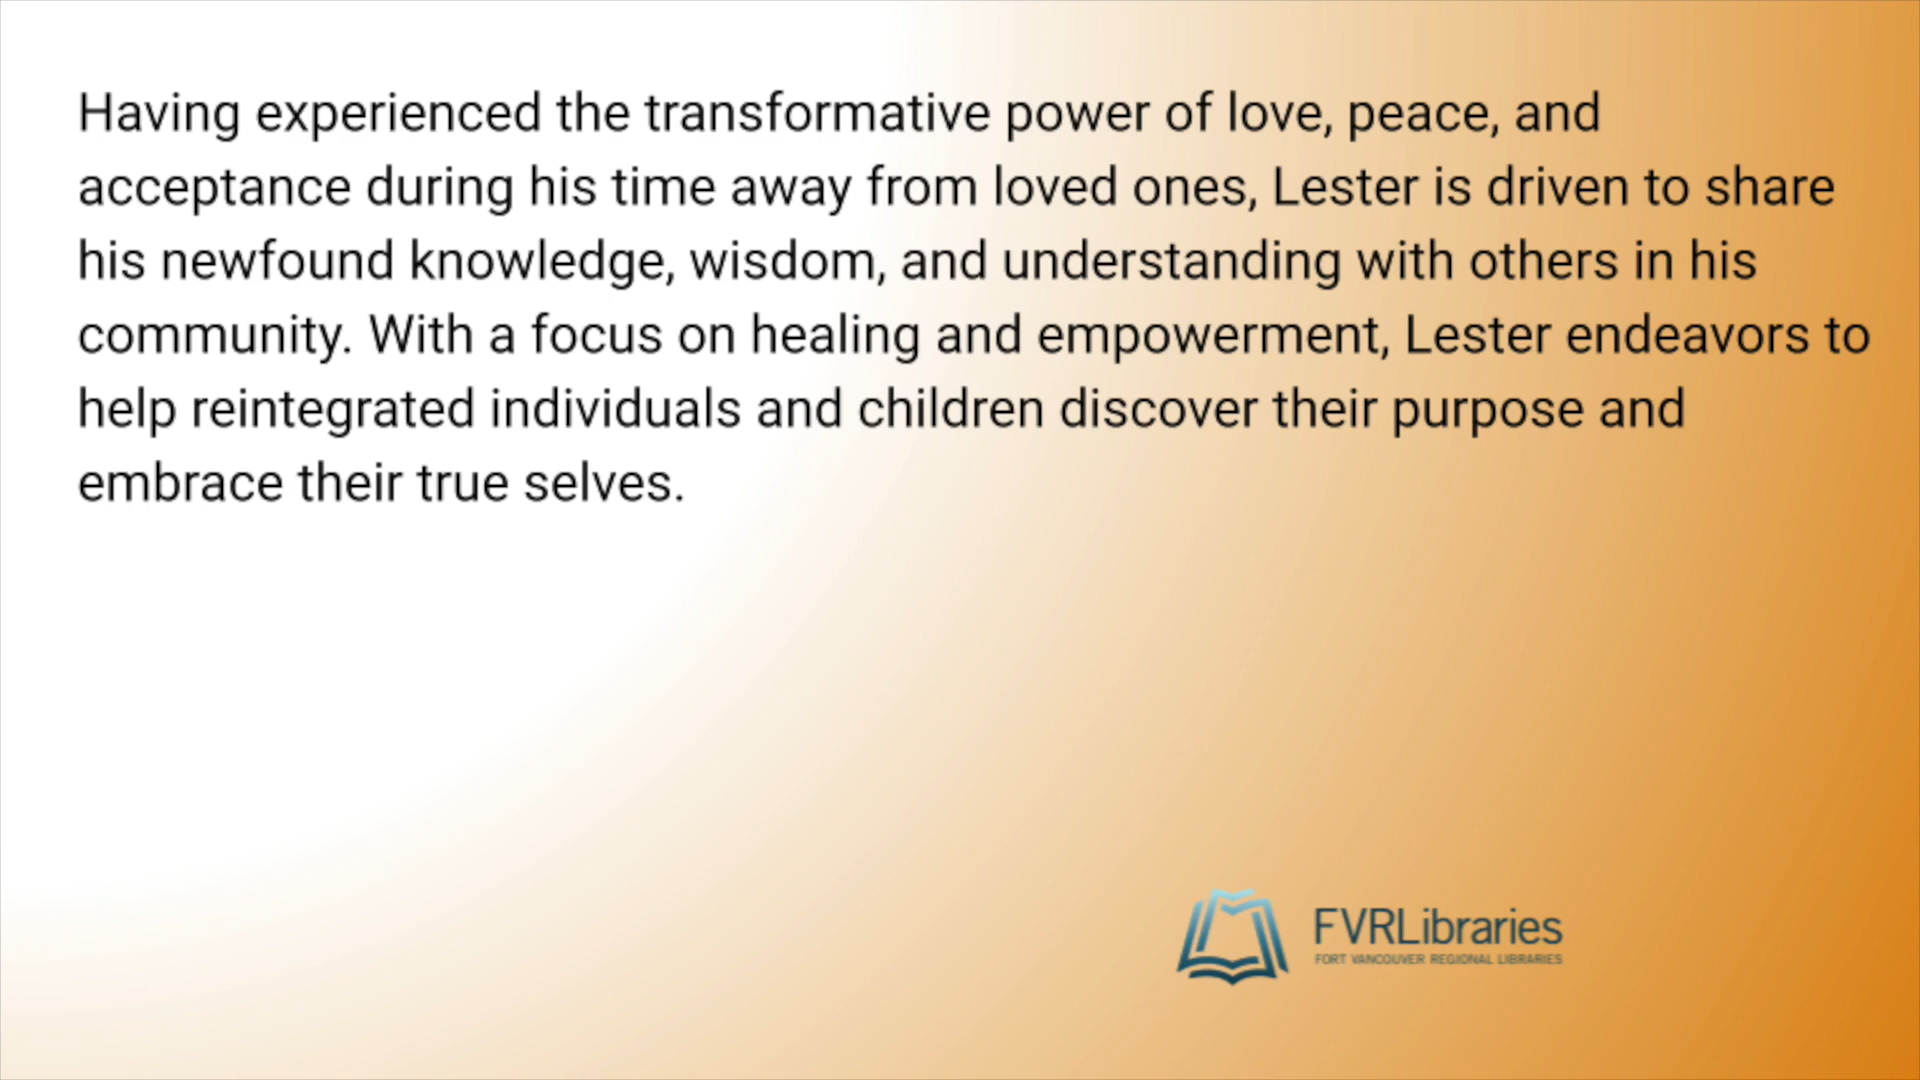 Having experienced the transformative power of love, peace, and
acceptance during his time away from loved ones, Lester is driven to share
his newfound knowledge, wisdom, and understanding with others in his
community. With a focus on healing and empowerment, Lester endeavors to
help reintegrated individuals and children discover their purpose and
embrace their true selves.
FVRLibraries
FORT VANCOUVER REGIONAL LIBRARIES